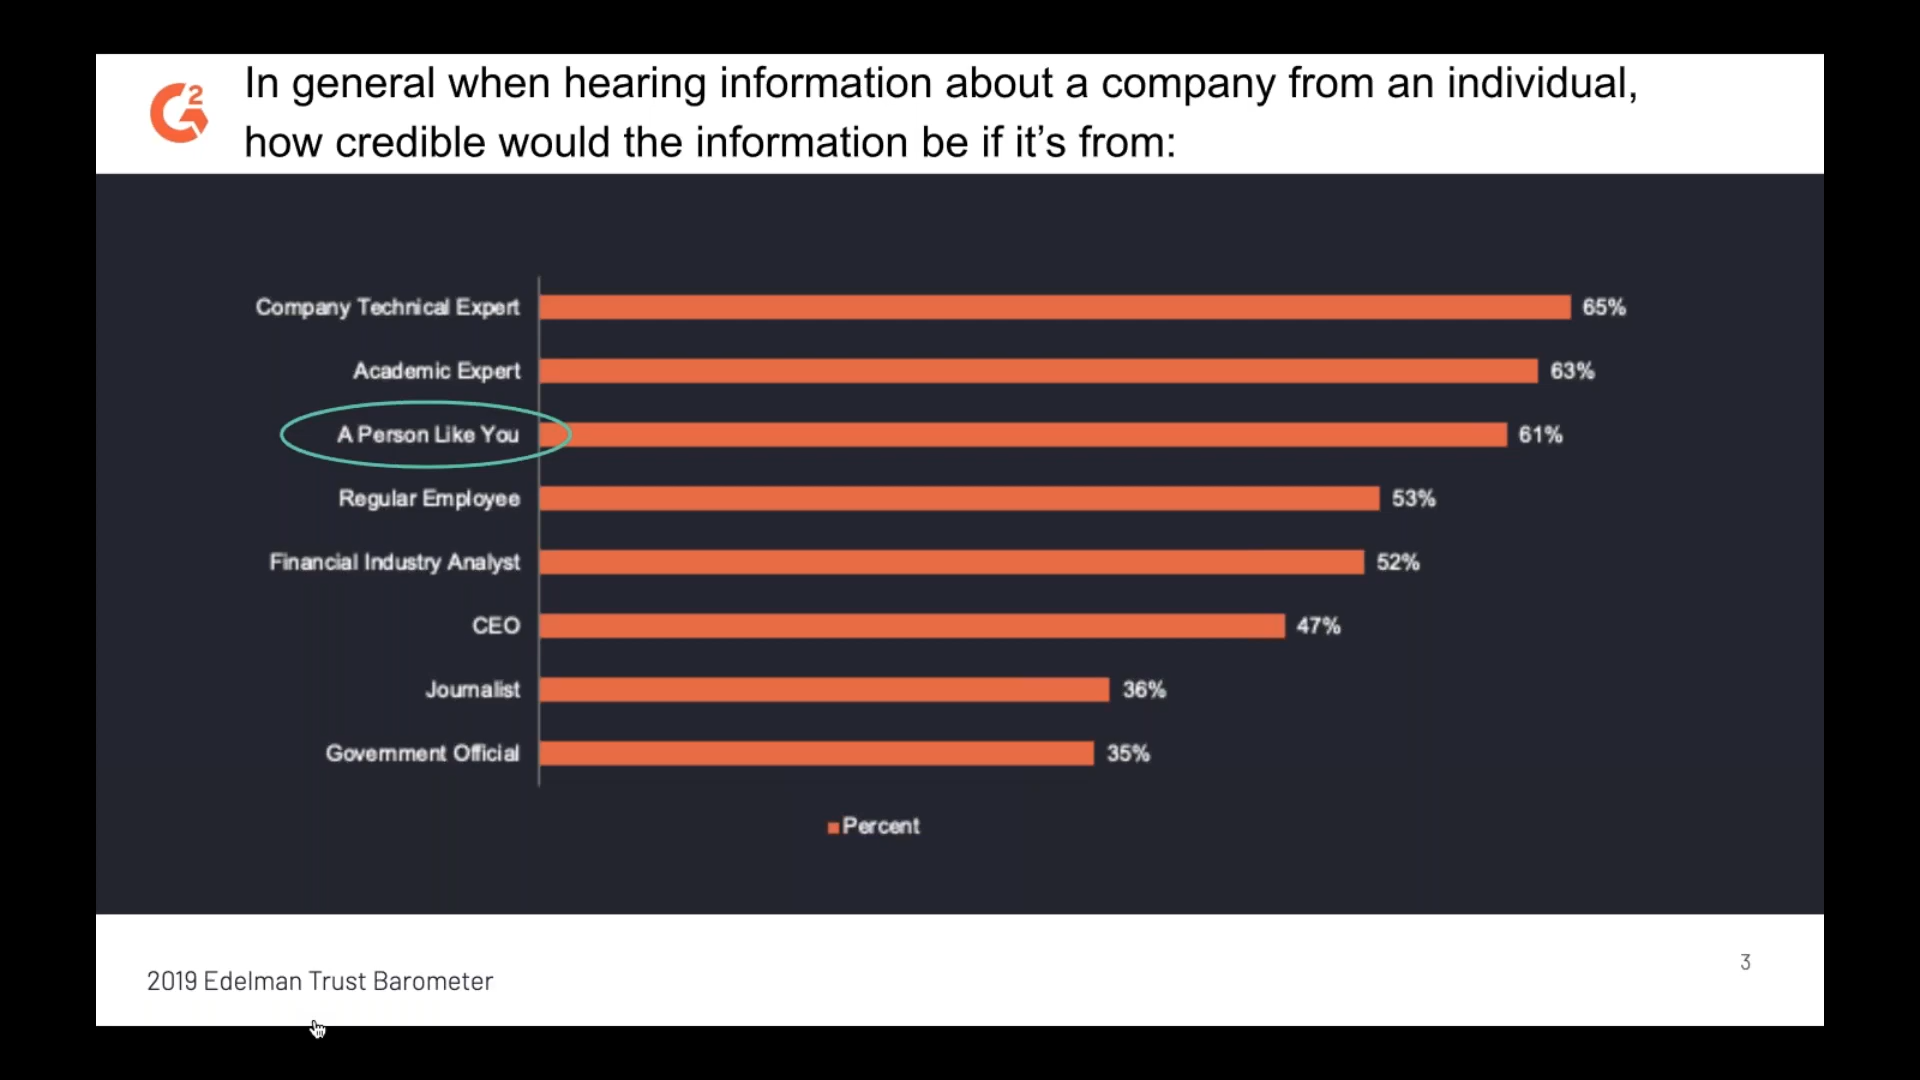 G2
In general when hearing information about a company from an individual,
how credible would the information be if it’s from:
Company Technical Expert 65%
Academic Expert 63%
A Person Like You 61%
Regular Employee 53%
Financial Industry Analyst 52%
CEO 47%
Journalist 36%
Government Official 35%
Percent
2019 Edelman Trust Barometer
3